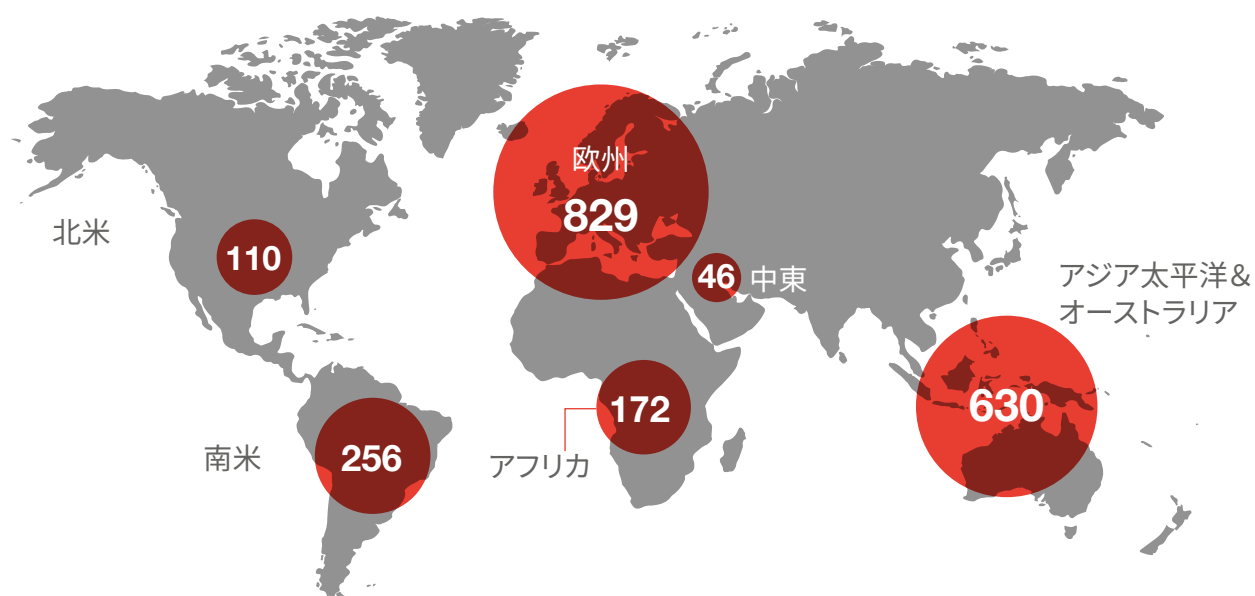 欧州
829
北米
110
46
中東
アジア太平洋&
オーストラリア
630
172
アフリカ
南米
256